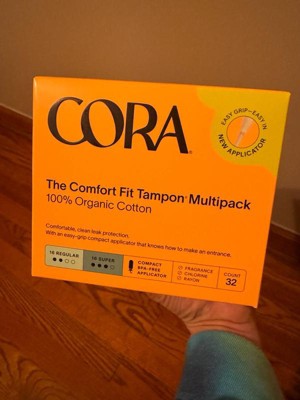 CORA®
EASY GRIP–EASY IN
NEW APPLICATOR
The Comfort Fit Tampon® Multipack
100% Organic Cotton
Comfortable, clean leak protection.
With an easy-grip compact applicator that knows how to make an entrance.
16 REGULAR
16 SUPER
COMPACT
BPA-FREE
APPLICATOR
FRAGRANCE
CHLORINE
RAYON
COUNT
32